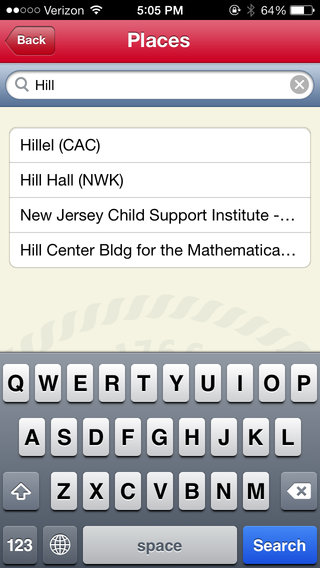 Verizon 5:05 PM 64%
Back Places
Hill
Hillel (CAC)
Hill Hall (NWK)
New Jersey Child Support Institute -...
Hill Center Bldg for the Mathematica...
1766
Q W E R T Y U I O P
A S D F G H J K L
Z X C V B N M
123 space Search